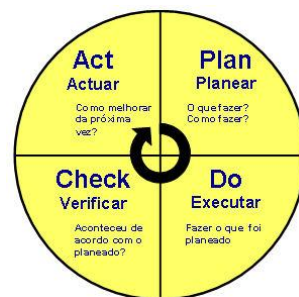 Act
Actuar
Como melhorar
da próxima
vez?
Plan
Planear
O que fazer?
Como fazer?
Check
Verificar
Aconteceu de
acordo com o
planeado?
Do
Executar
Fazer o que foi
planeado